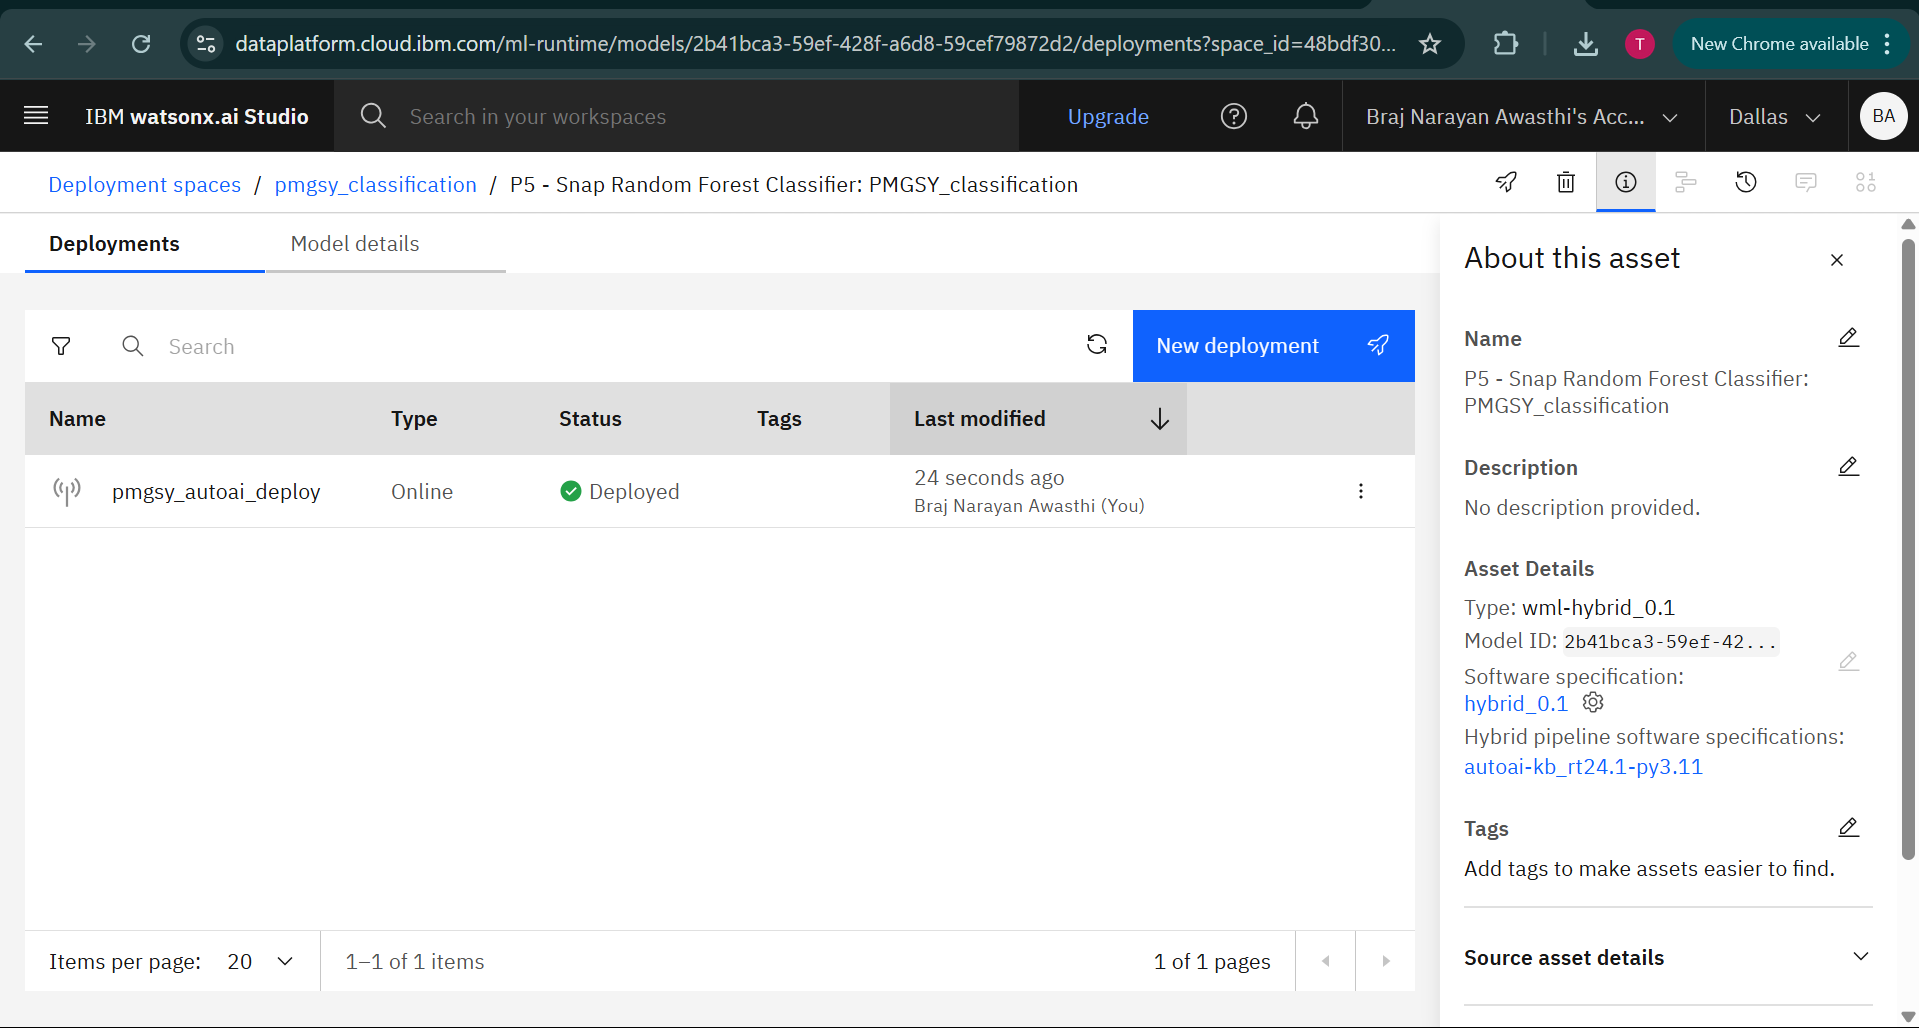 dataplatform.cloud.ibm.com/ml-runtime/models/2b41bca3-59ef-428f-a6d8-59cef79872d2/deployments?space_id=48bdf30...
T
New Chrome available
IBM watsonx.ai Studio
Search in your workspaces
Upgrade
Braj Narayan Awasthi's Acc...
Dallas
BA
Deployment spaces / pmgsy_classification / P5 - Snap Random Forest Classifier: PMGSY_classification
Deployments
Model details
Search
New deployment
Name Type Status Tags Last modified
pmgsy_autoai_deploy Online Deployed 24 seconds ago
Braj Narayan Awasthi (You)
Items per page: 20
1–1 of 1 items
1 of 1 pages
About this asset
Name
P5 - Snap Random Forest Classifier:
PMGSY_classification
Description
No description provided.
Asset Details
Type: wml-hybrid_0.1
Model ID: 2b41bca3-59ef-42...
Software specification:
hybrid_0.1
Hybrid pipeline software specifications:
autoai-kb_rt24.1-py3.11
Tags
Add tags to make assets easier to find.
Source asset details